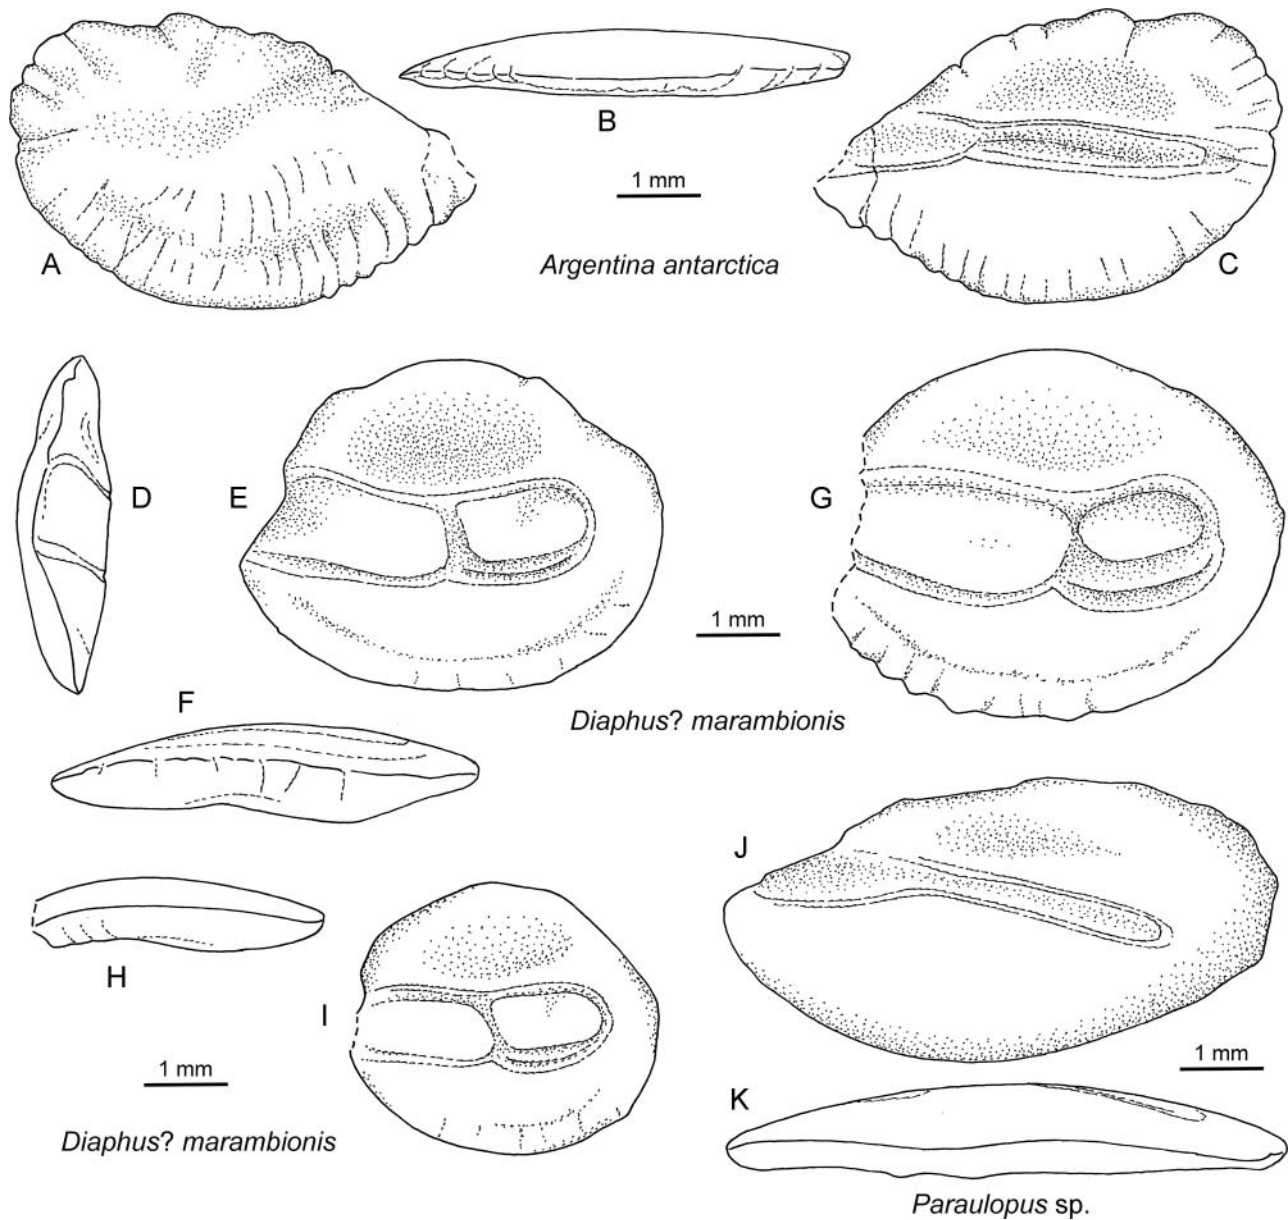 B
1 mm
Argentina antarctica
A
C
D
E
G
1 mm
F
Diaphus? marambionis
J
H
I
1 mm
1 mm
K
Diaphus? marambionis
Paraulopus sp.